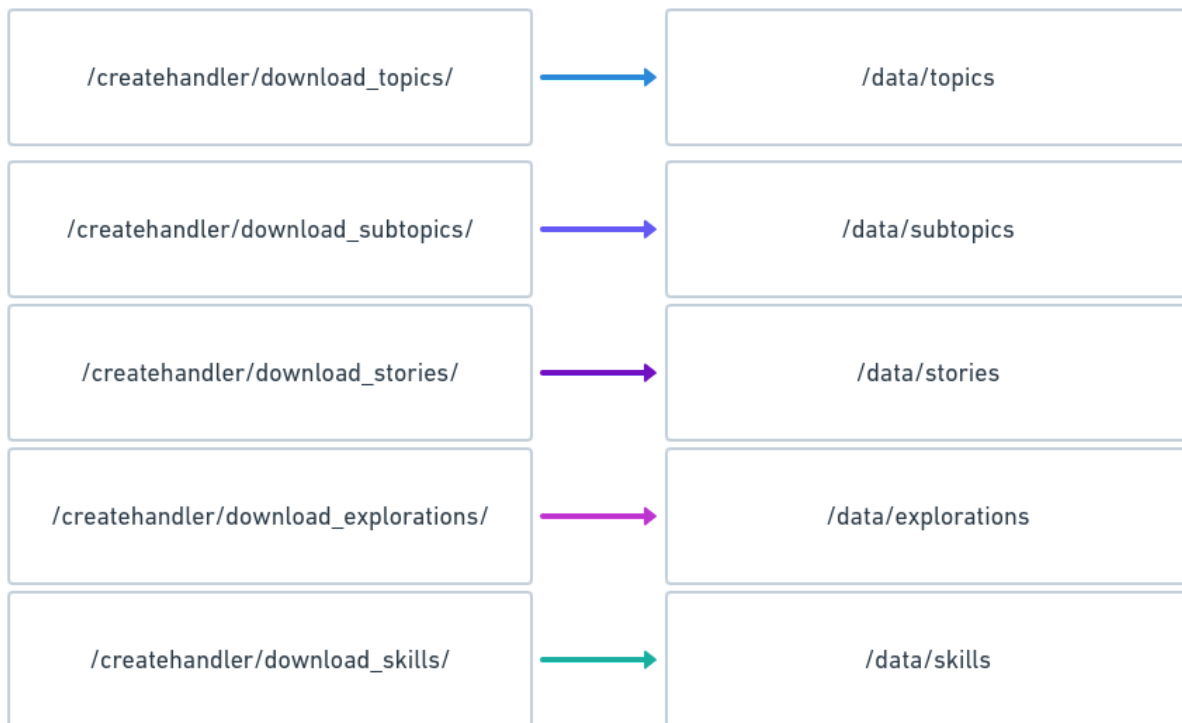 /createhandler/download_topics/
/data/topics
/createhandler/download_subtopics/
/data/subtopics
/createhandler/download_stories/
/data/stories
/createhandler/download_explorations/
/data/explorations
/createhandler/download_skills/
/data/skills